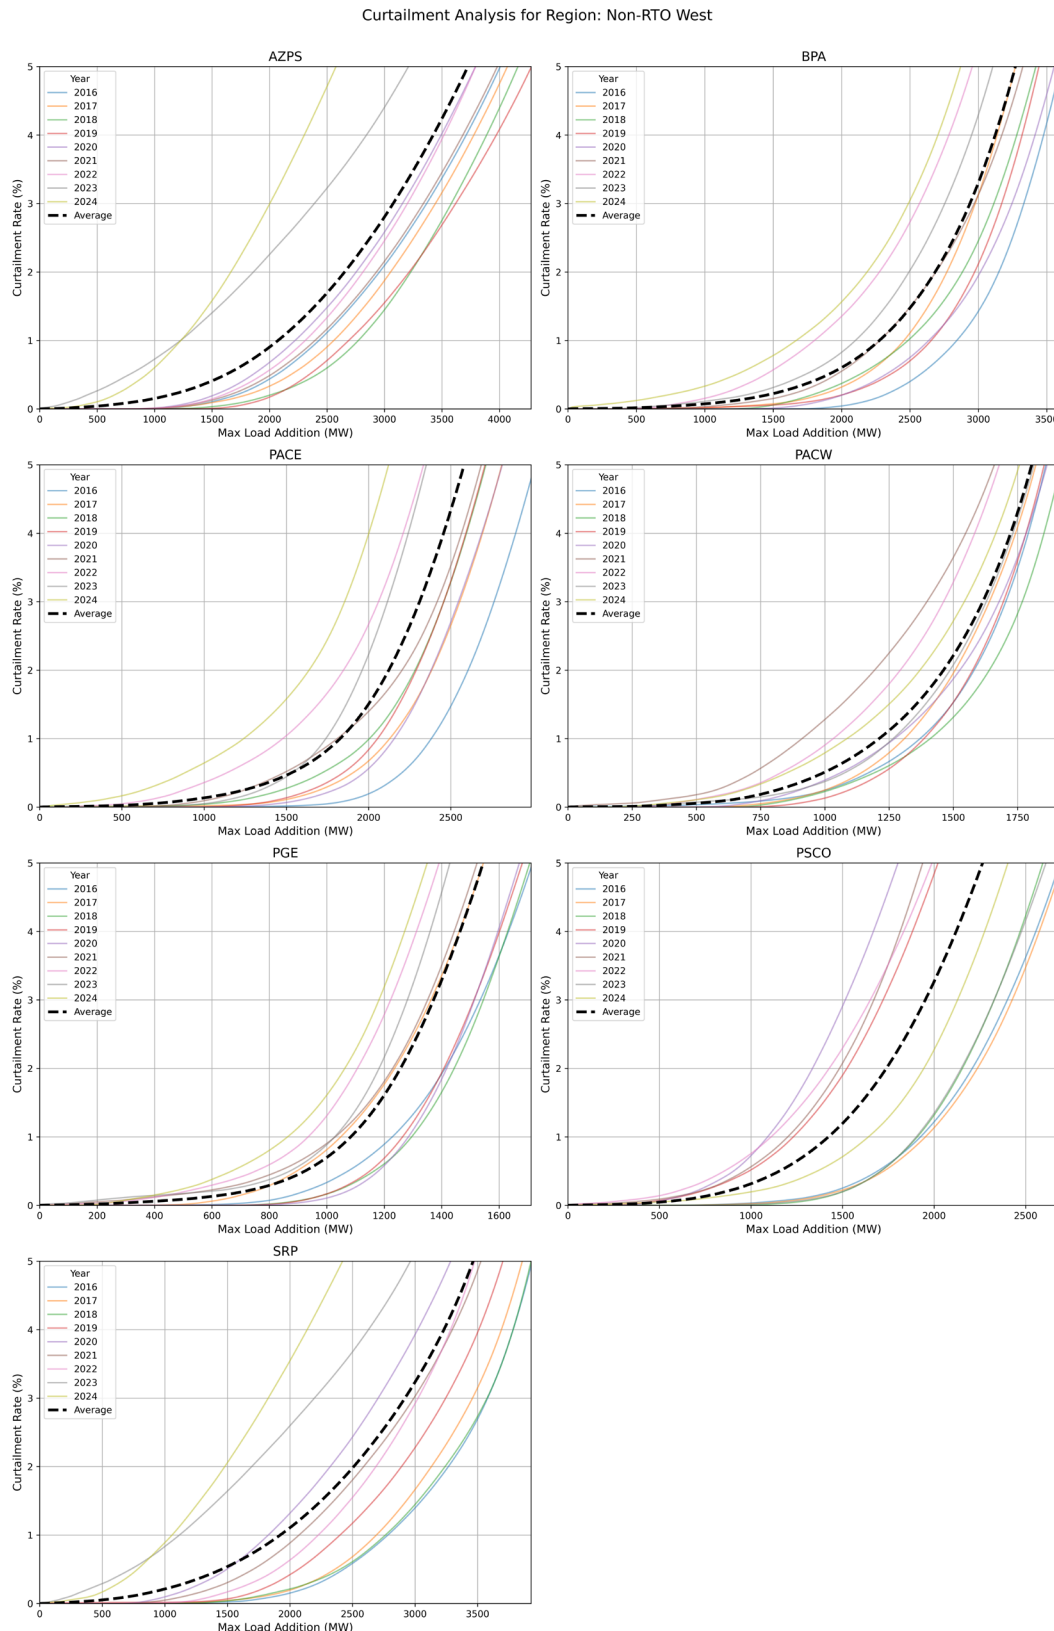 Curtailment Analysis for Region: Non-RTO West
AZPS
Curtailment Rate (%)
5
4
3
2
1
0
Year
2016
2017
2018
2019
2020
2021
2022
2023
2024
Average
0 500 1000 1500 2000 2500 3000 3500 4000
Max Load Addition (MW)
BPA
Curtailment Rate (%)
5
4
3
2
1
0
Year
2016
2017
2018
2019
2020
2021
2022
2023
2024
Average
0 500 1000 1500 2000 2500 3000 3500
Max Load Addition (MW)
PACE
Curtailment Rate (%)
5
4
3
2
1
0
Year
2016
2017
2018
2019
2020
2021
2022
2023
2024
Average
0 500 1000 1500 2000 2500
Max Load Addition (MW)
PACW
Curtailment Rate (%)
5
4
3
2
1
0
Year
2016
2017
2018
2019
2020
2021
2022
2023
2024
Average
0 250 500 750 1000 1250 1500 1750
Max Load Addition (MW)
PGE
Curtailment Rate (%)
5
4
3
2
1
0
Year
2016
2017
2018
2019
2020
2021
2022
2023
2024
Average
0 200 400 600 800 1000 1200 1400 1600
Max Load Addition (MW)
PSCO
Curtailment Rate (%)
5
4
3
2
1
0
Year
2016
2017
2018
2019
2020
2021
2022
2023
2024
Average
0 500 1000 1500 2000 2500
Max Load Addition (MW)
SRP
Curtailment Rate (%)
5
4
3
2
1
0
Year
2016
2017
2018
2019
2020
2021
2022
2023
2024
Average
0 500 1000 1500 2000 2500 3000 3500
Max Load Addition (MW)